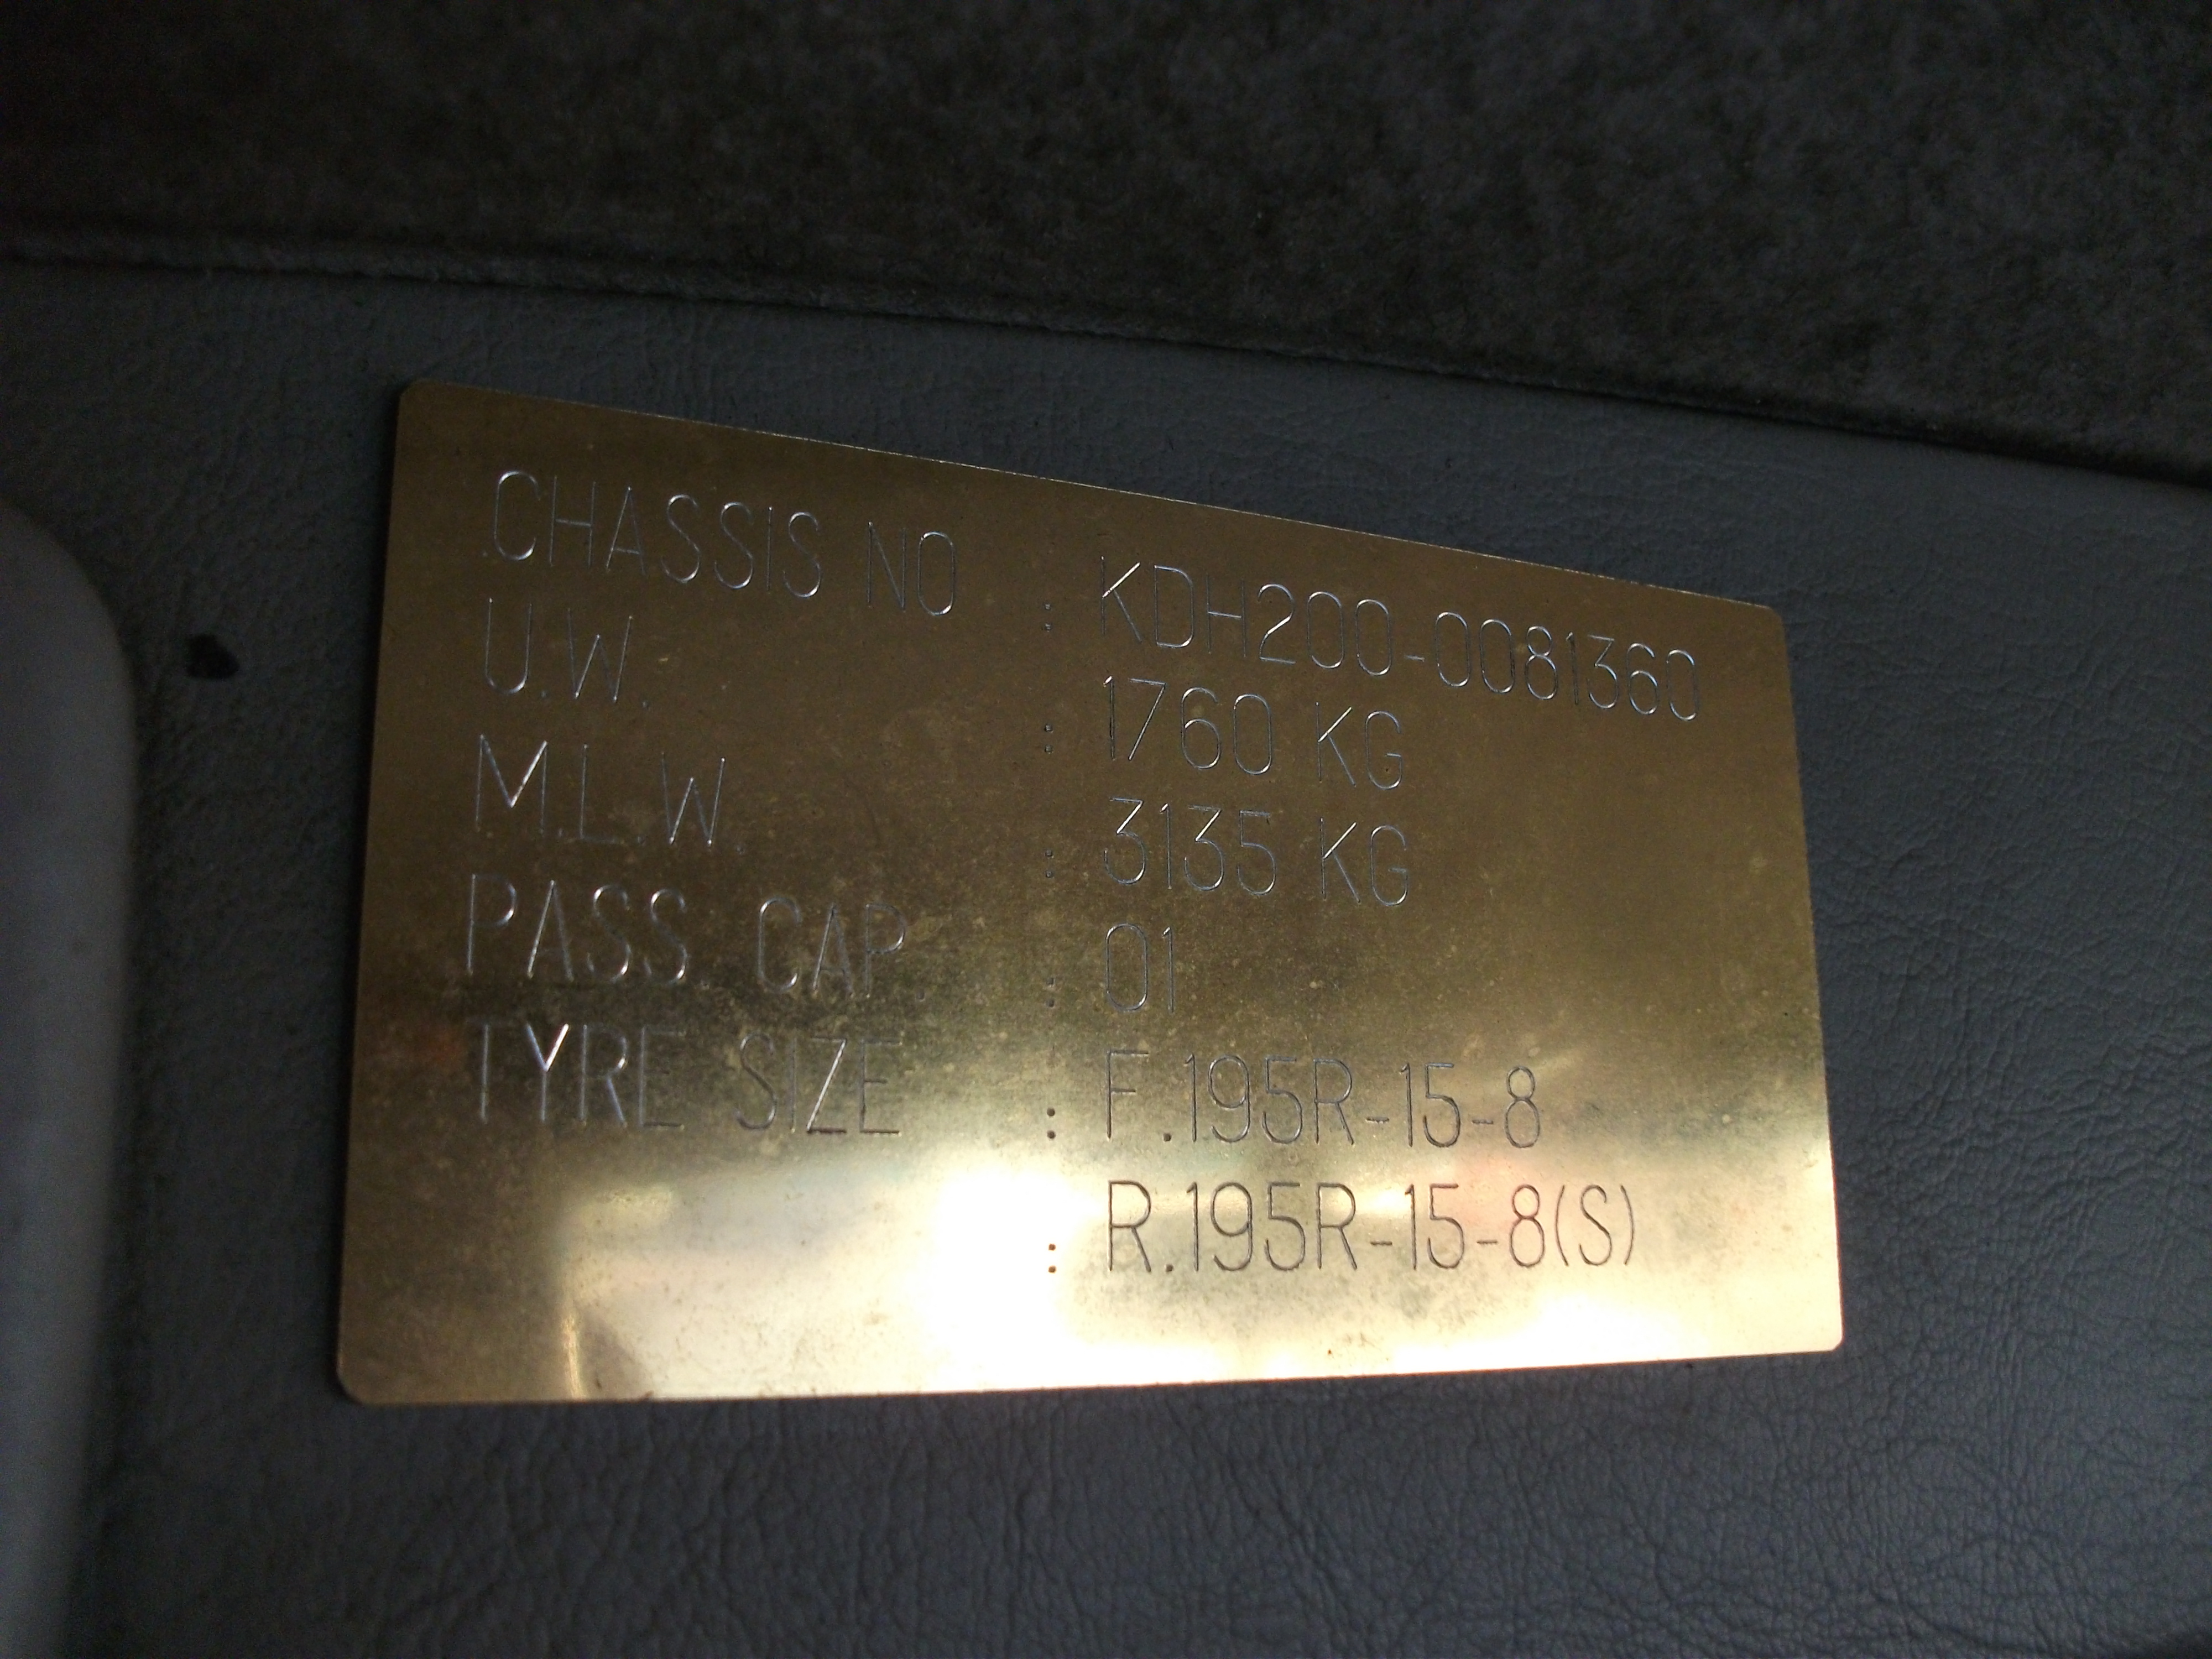 CHASSIS NO : KDH200-0081360
U.W. : 1760 KG
M.L.W. : 3135 KG
PASS. CAP. : 01
TYRE SIZE : F.195R-15-8
: R.195R-15-8(S)